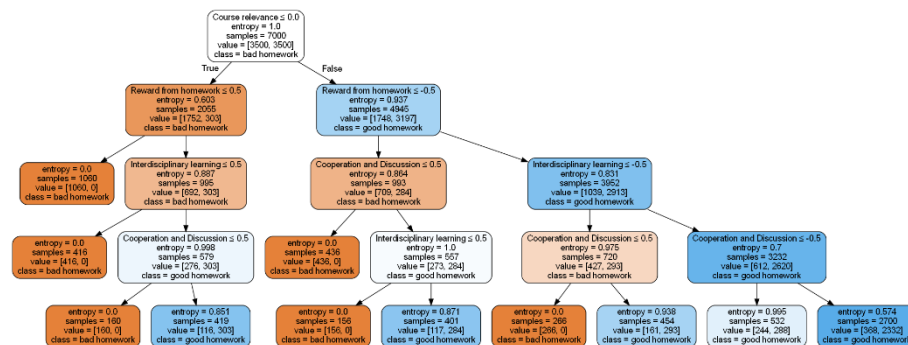 Course relevance ≤ 0.0
entropy = 1.0
samples = 7000
value = [3500, 3500]
class = bad homework
True
False
Reward from homework ≤ 0.5
entropy = 0.603
samples = 2055
value = [1752, 303]
class = bad homework
Reward from homework ≤ -0.5
entropy = 0.937
samples = 4945
value = [1748, 3197]
class = good homework
entropy = 0.0
samples = 1060
value = [1060, 0]
class = bad homework
Interdisciplinary learning ≤ 0.5
entropy = 0.887
samples = 995
value = [692, 303]
class = bad homework
Cooperation and Discussion ≤ 0.5
entropy = 0.864
samples = 993
value = [709, 284]
class = bad homework
Interdisciplinary learning ≤ -0.5
entropy = 0.831
samples = 3952
value = [1039, 2913]
class = good homework
entropy = 0.0
samples = 416
value = [416, 0]
class = bad homework
Cooperation and Discussion ≤ 0.5
entropy = 0.998
samples = 579
value = [276, 303]
class = good homework
entropy = 0.0
samples = 436
value = [436, 0]
class = bad homework
Interdisciplinary learning ≤ 0.5
entropy = 1.0
samples = 557
value = [273, 284]
class = good homework
Cooperation and Discussion ≤ 0.5
entropy = 0.975
samples = 720
value = [427, 293]
class = bad homework
Cooperation and Discussion ≤ -0.5
entropy = 0.7
samples = 3232
value = [612, 2620]
class = good homework
entropy = 0.0
samples = 160
value = [160, 0]
class = bad homework
entropy = 0.851
samples = 419
value = [116, 303]
class = good homework
entropy = 0.0
samples = 156
value = [156, 0]
class = bad homework
entropy = 0.871
samples = 401
value = [117, 284]
class = good homework
entropy = 0.0
samples = 266
value = [266, 0]
class = bad homework
entropy = 0.938
samples = 454
value = [161, 293]
class = good homework
entropy = 0.995
samples = 532
value = [244, 288]
class = good homework
entropy = 0.574
samples = 2700
value = [368, 2332]
class = good homework